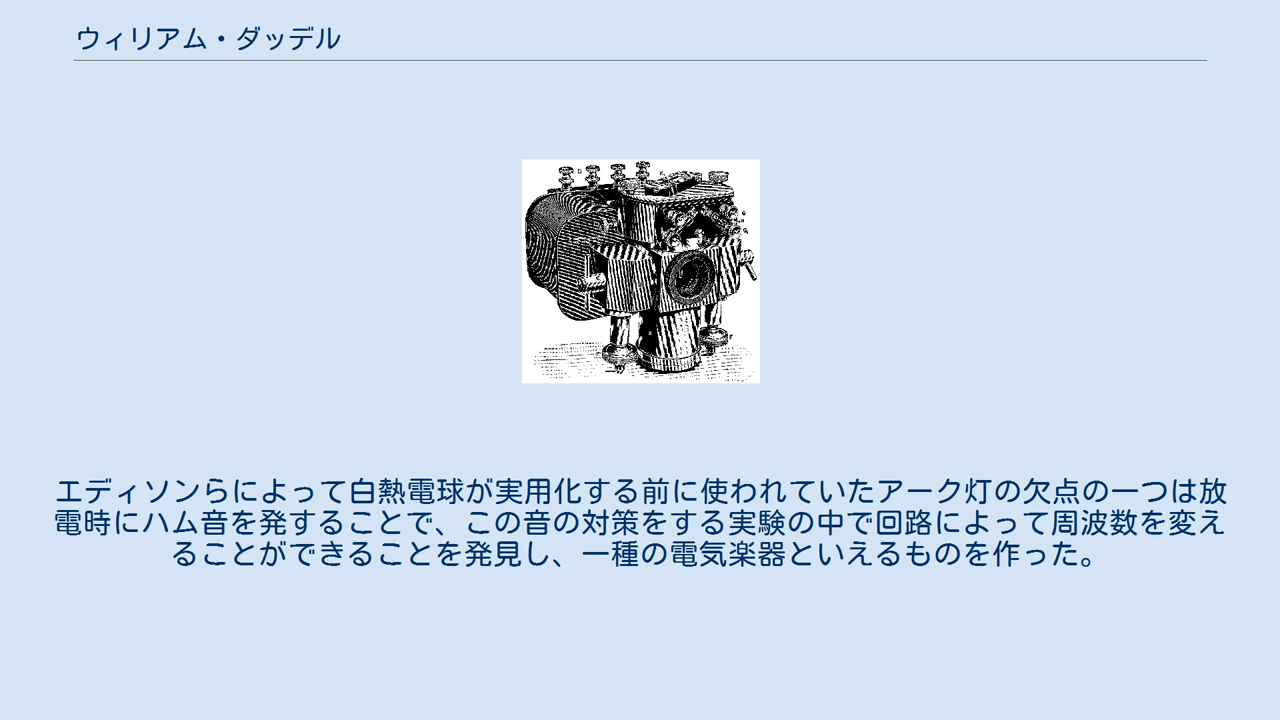 ウィリアム・ダッデル
エディソンらによって白熱電球が実用化する前に使われていたアーク灯の欠点の一つは放
電時にハム音を発することで、この音の対策をする実験の中で回路によって周波数を変え
ることができることを発見し、一種の電気楽器といえるものを作った。